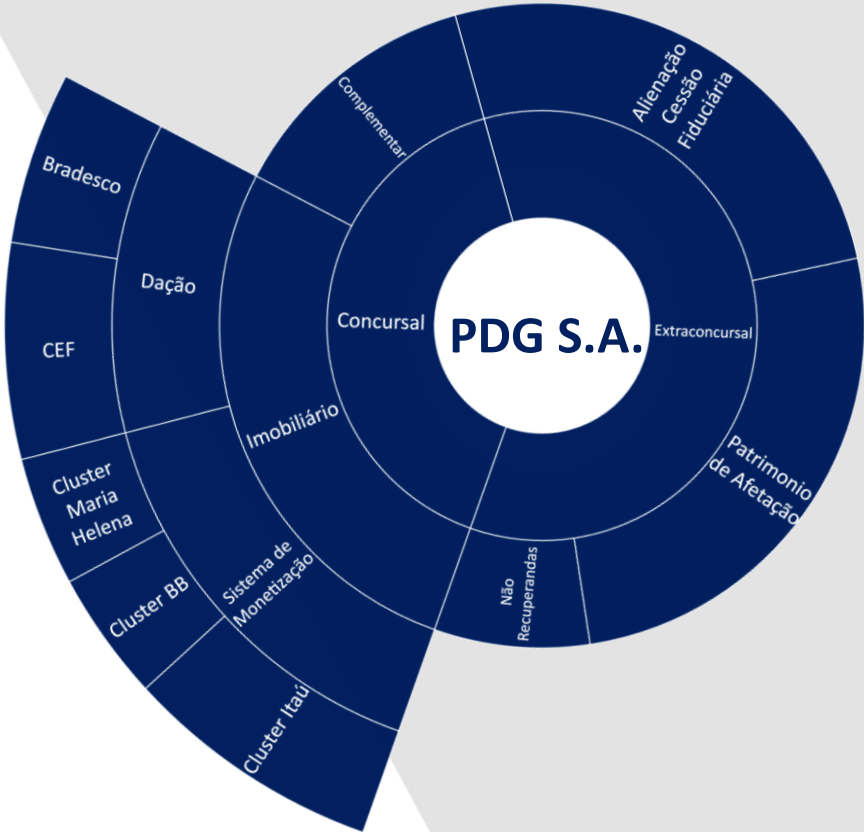 PDG S.A.
Concursal
Extraconcursal
Complementar
Imobiliário
Alienação
Cessão
Fiduciária
Patrimonio
de Afetação
Não
Recuperandas
Dação
Sistema de
Monetização
Bradesco
CEF
Cluster
Maria
Helena
Cluster BB
Cluster Itaú